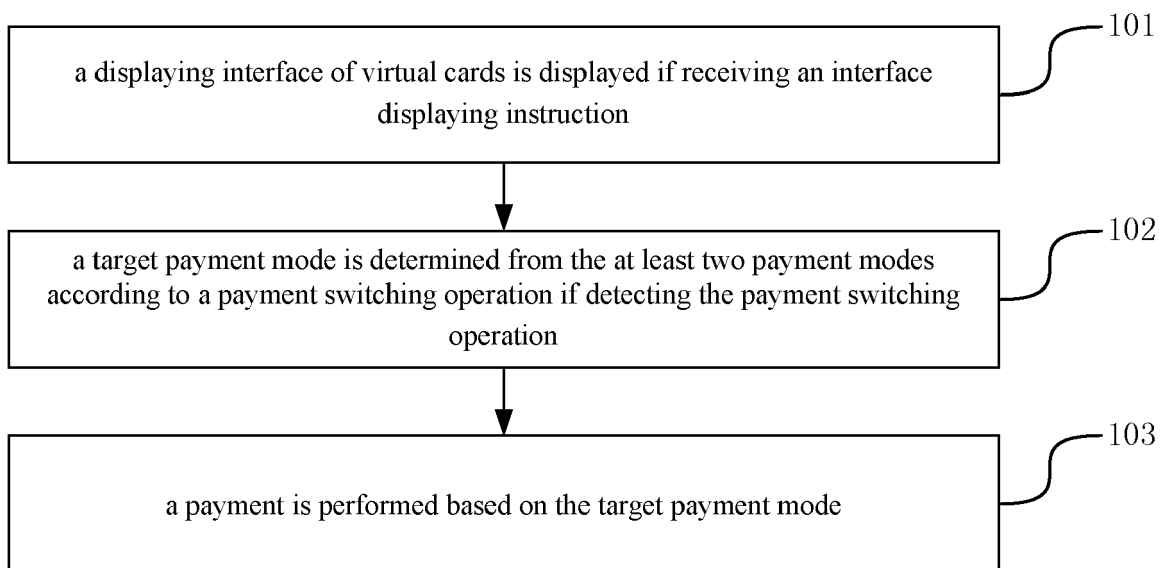 101
a displaying interface of virtual cards is displayed if receiving an interface
displaying instruction
102
a target payment mode is determined from the at least two payment modes
according to a payment switching operation if detecting the payment switching
operation
103
a payment is performed based on the target payment mode